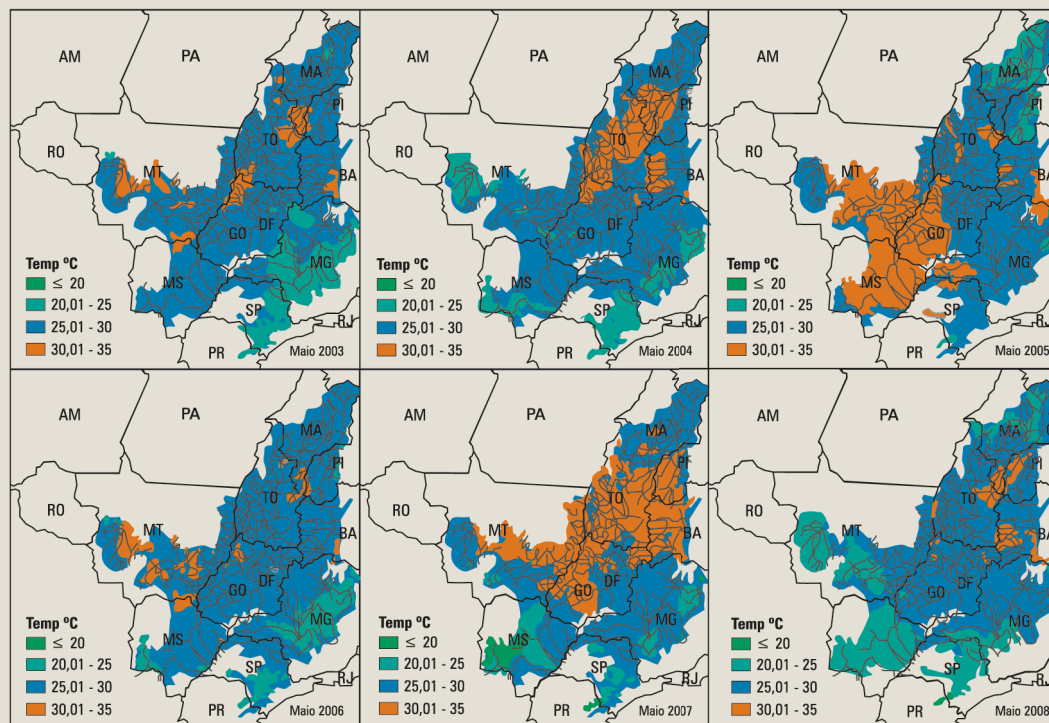 AM
PA
MA
PI
RO
MT
TO
BA
GO
DF
MS
MG
SP
RJ
PR
Temp ºC
≤ 20
20,01 - 25
25,01 - 30
30,01 - 35
Maio 2003
AM
PA
MA
PI
RO
MT
TO
BA
GO
DF
MS
MG
SP
RJ
PR
Temp ºC
≤ 20
20,01 - 25
25,01 - 30
30,01 - 35
Maio 2004
AM
PA
MA
PI
RO
MT
TO
BA
GO
DF
MS
MG
SP
RJ
PR
Temp ºC
≤ 20
20,01 - 25
25,01 - 30
30,01 - 35
Maio 2005
AM
PA
MA
PI
RO
MT
TO
BA
GO
DF
MS
MG
SP
RJ
PR
Temp ºC
≤ 20
20,01 - 25
25,01 - 30
30,01 - 35
Maio 2006
AM
PA
MA
PI
RO
MT
TO
BA
GO
DF
MS
MG
SP
RJ
PR
Temp ºC
≤ 20
20,01 - 25
25,01 - 30
30,01 - 35
Maio 2007
AM
PA
MA
PI
RO
MT
TO
BA
GO
DF
MS
MG
SP
RJ
PR
Temp ºC
≤ 20
20,01 - 25
25,01 - 30
30,01 - 35
Maio 2008